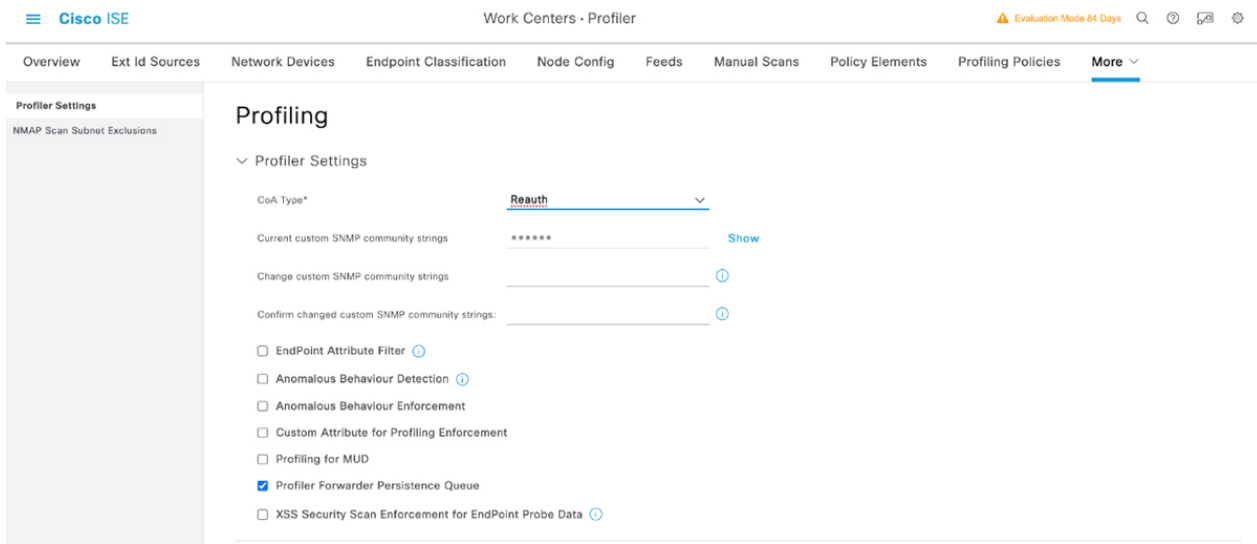 Cisco ISE
Work Centers · Profiler
Evaluation Mode 84 Days
Overview Ext Id Sources Network Devices Endpoint Classification Node Config Feeds Manual Scans Policy Elements Profiling Policies More
Profiler Settings
NMAP Scan Subnet Exclusions
Profiling
Profiler Settings
CoA Type* Reauth
Current custom SNMP community strings •••••• Show
Change custom SNMP community strings
Confirm changed custom SNMP community strings:
EndPoint Attribute Filter
Anomalous Behaviour Detection
Anomalous Behaviour Enforcement
Custom Attribute for Profiling Enforcement
Profiling for MUD
Profiler Forwarder Persistence Queue
XSS Security Scan Enforcement for EndPoint Probe Data